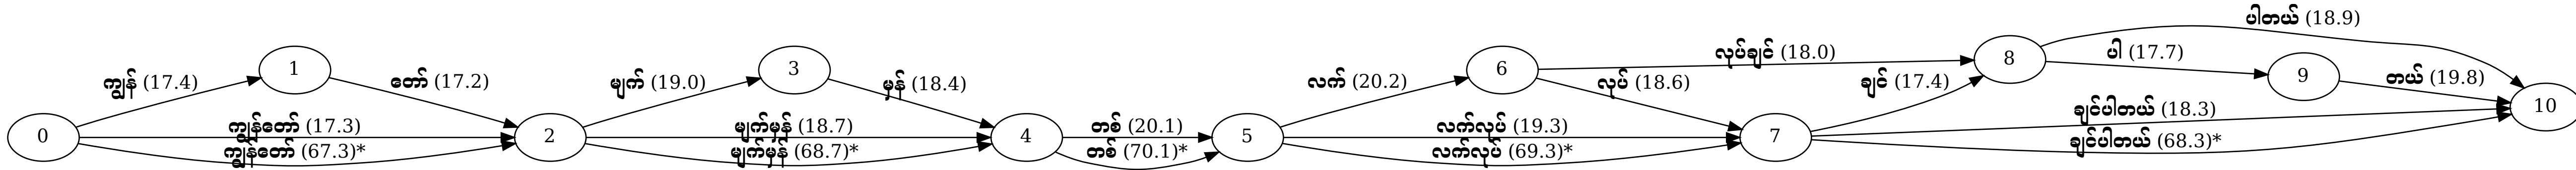 ပါတယ် (18.9)
လုပ်ချင် (18.0)
ပါ (17.7)
1
3
6
8
9
ကျွန် (17.4)
တော် (17.2)
မျက် (19.0)
မှန် (18.4)
လက် (20.2)
လုပ် (18.6)
ချင် (17.4)
တယ် (19.8)
ချင်ပါတယ် (18.3)
10
ကျွန်တော် (17.3)
မျက်မှန် (18.7)
တစ် (20.1)
လက်လုပ် (19.3)
0
2
4
5
7
ကျွန်တော် (67.3)*
မျက်မှန် (68.7)*
တစ် (70.1)*
လက်လုပ် (69.3)*
ချင်ပါတယ် (68.3)*